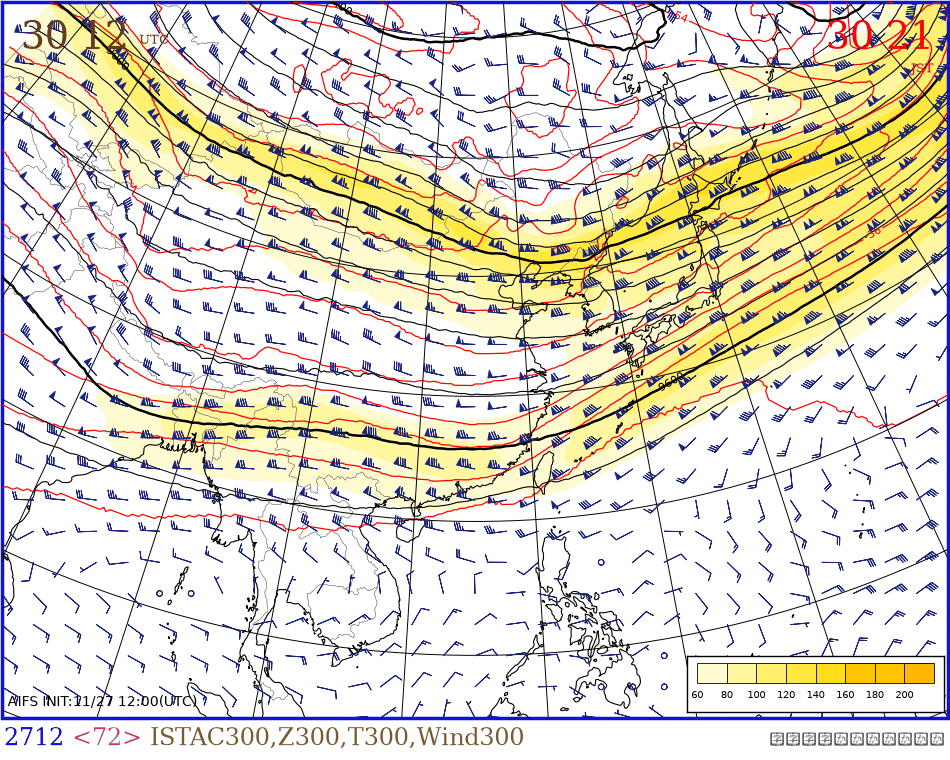 30 12 UTC
30 21 JST
9600
60 80 100 120 140 160 180 200
AIFS INIT:11/27 12:00(UTC)
2712 <72> ISTAC300,Z300,T300,Wind300